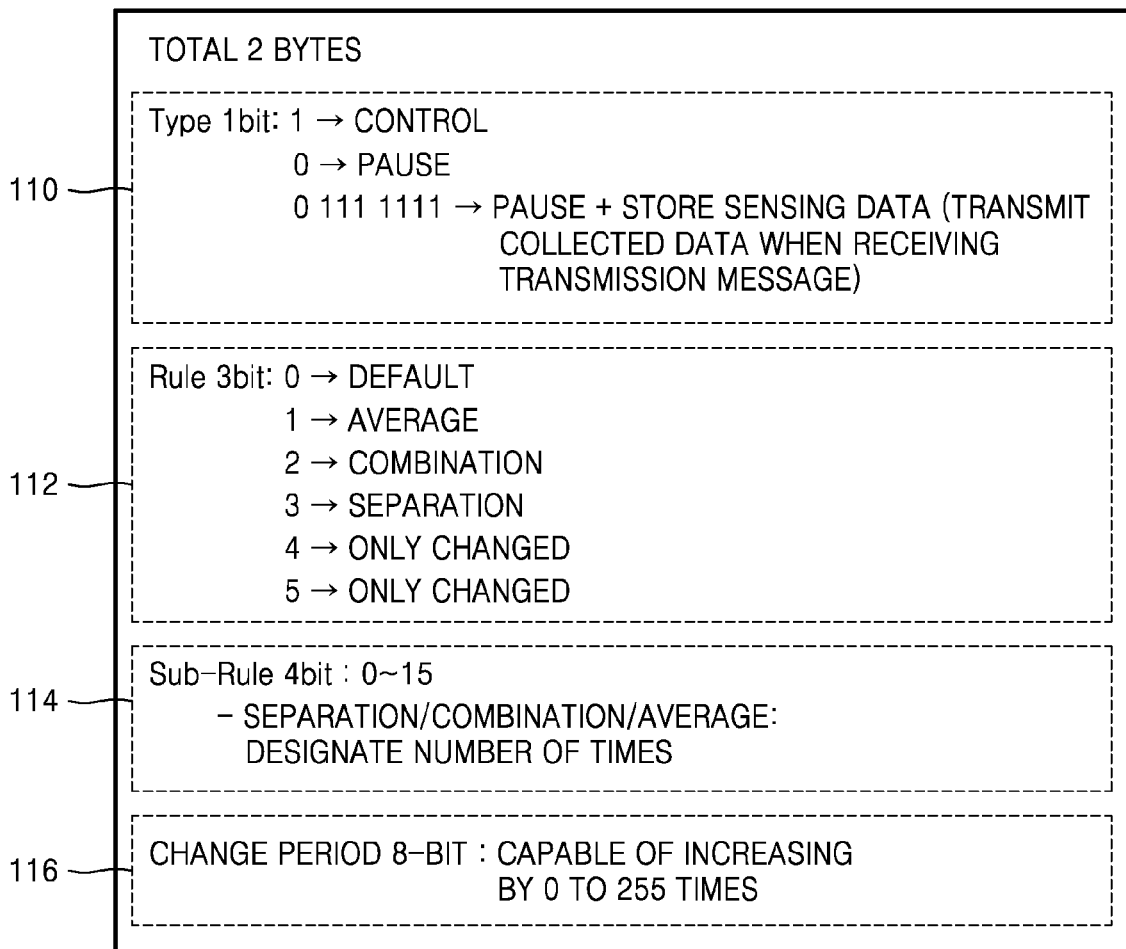 TOTAL 2 BYTES
110
Type 1bit: 1 → CONTROL
0 → PAUSE
0 111 1111 → PAUSE + STORE SENSING DATA (TRANSMIT
COLLECTED DATA WHEN RECEIVING
TRANSMISSION MESSAGE)
112
Rule 3bit: 0 → DEFAULT
1 → AVERAGE
2 → COMBINATION
3 → SEPARATION
4 → ONLY CHANGED
5 → ONLY CHANGED
114
Sub-Rule 4bit : 0~15
- SEPARATION/COMBINATION/AVERAGE:
DESIGNATE NUMBER OF TIMES
116
CHANGE PERIOD 8-BIT : CAPABLE OF INCREASING
BY 0 TO 255 TIMES